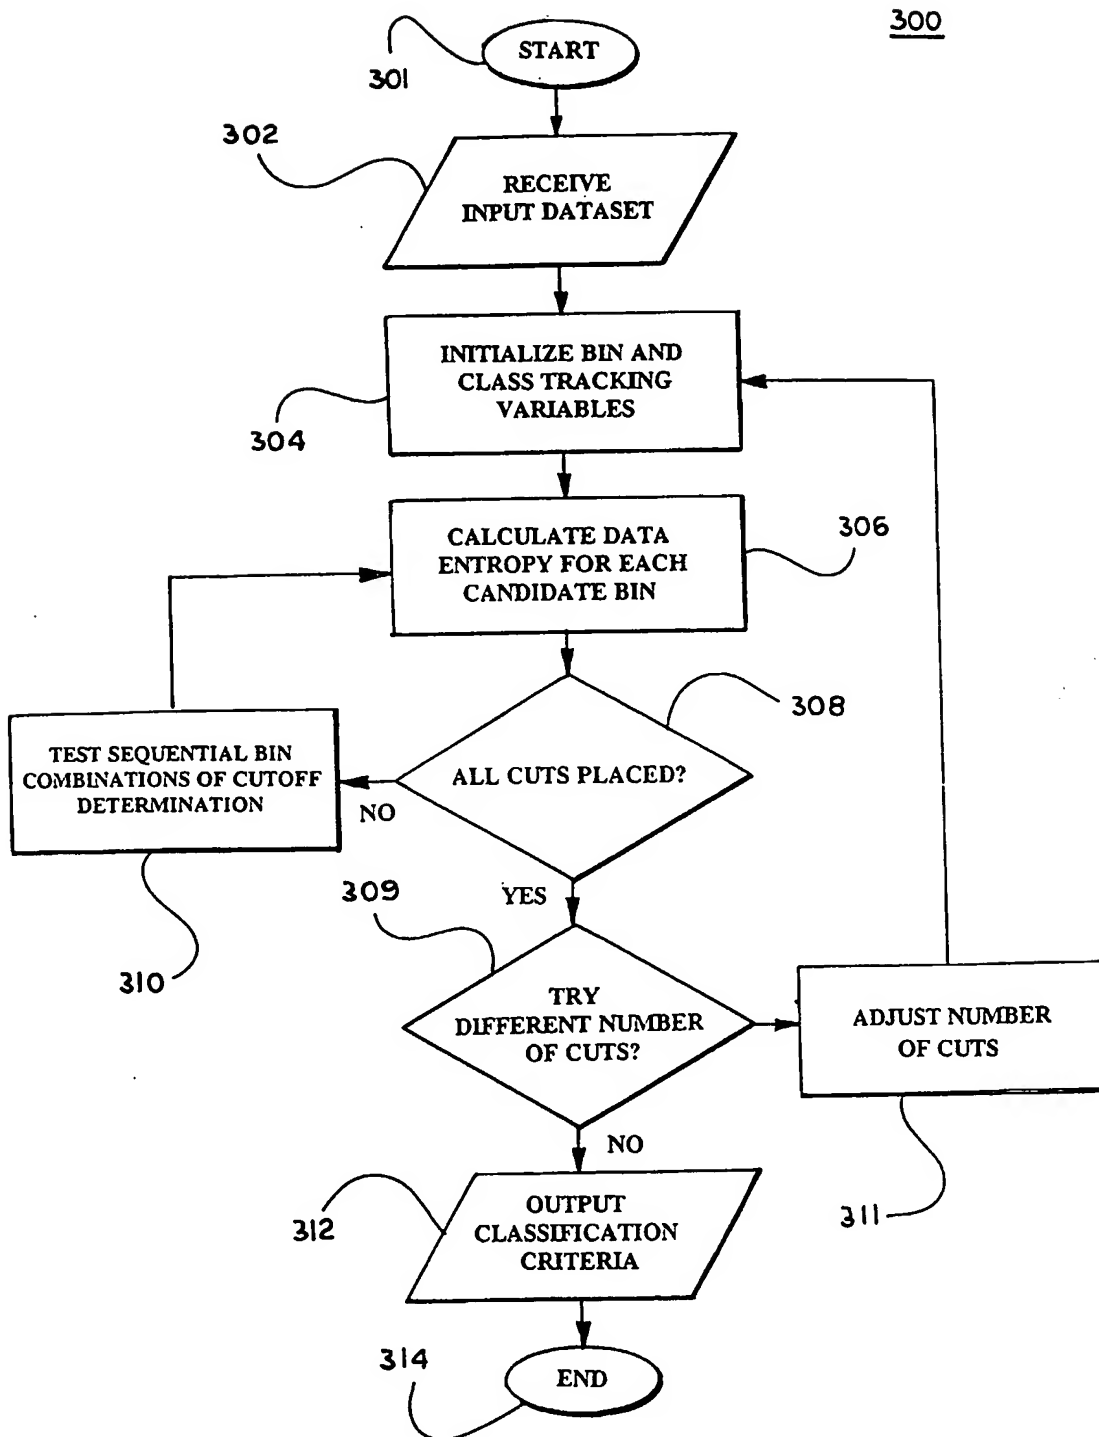 300
START
301
302
RECEIVE
INPUT DATASET
INITIALIZE BIN AND
CLASS TRACKING
VARIABLES
304
CALCULATE DATA
ENTROPY FOR EACH
CANDIDATE BIN
306
308
ALL CUTS PLACED?
TEST SEQUENTIAL BIN
COMBINATIONS OF CUTOFF
DETERMINATION
NO
310
YES
309
TRY
DIFFERENT NUMBER
OF CUTS?
ADJUST NUMBER
OF CUTS
311
NO
312
OUTPUT
CLASSIFICATION
CRITERIA
314
END